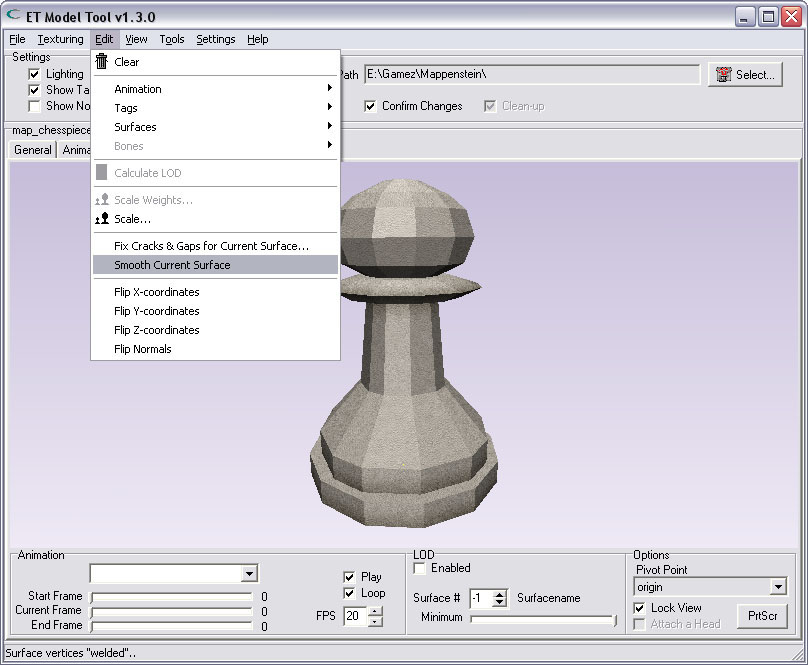 ET Model Tool v1.3.0
File Texturing Edit View Tools Settings Help
Settings
Lighting
Show Ta
Show No
Path E:\Gamez\Mappenstein\ Select...
Confirm Changes Clean-up
map_chesspiece
General Anima
Clear
Animation
Tags
Surfaces
Bones
Calculate LOD
Scale Weights...
Scale...
Fix Cracks & Gaps for Current Surface...
Smooth Current Surface
Flip X-coordinates
Flip Y-coordinates
Flip Z-coordinates
Flip Normals
Animation
Play
Loop
Start Frame 0
Current Frame 0
End Frame 0
FPS 20
LOD
Enabled
Surface # -1 Surfacename
Minimum
Options
Pivot Point
origin
Lock View
Attach a Head
PrtScr
Surface vertices "welded"..